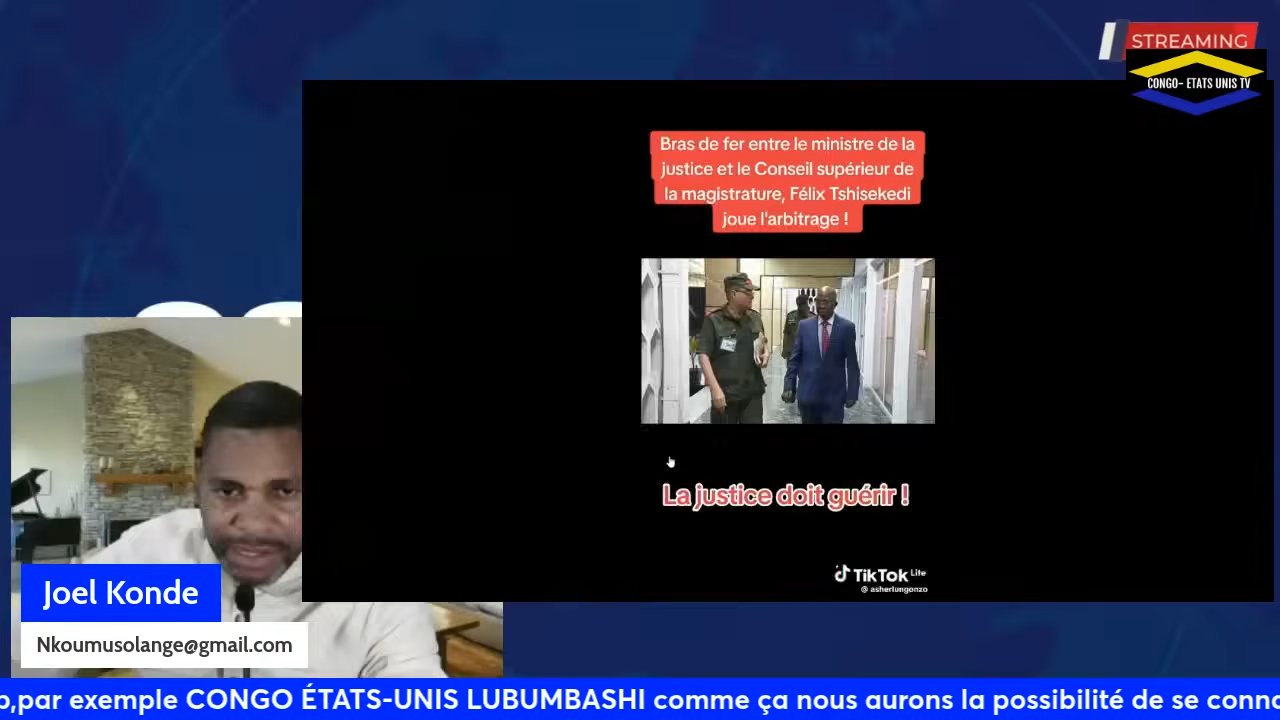 STREAMING
CONGO- ETATS UNIS TV
Bras de fer entre le ministre de la
justice et le Conseil supérieur de
la magistrature, Félix Tshisekedi
joue l'arbitrage !
La justice doit guérir !
TikTok Lite
@ asherlungonzo
Joel Konde
Nkoumusolange@gmail.com
,par exemple CONGO ÉTATS-UNIS LUBUMBASHI comme ça nous aurons la possibilité de se